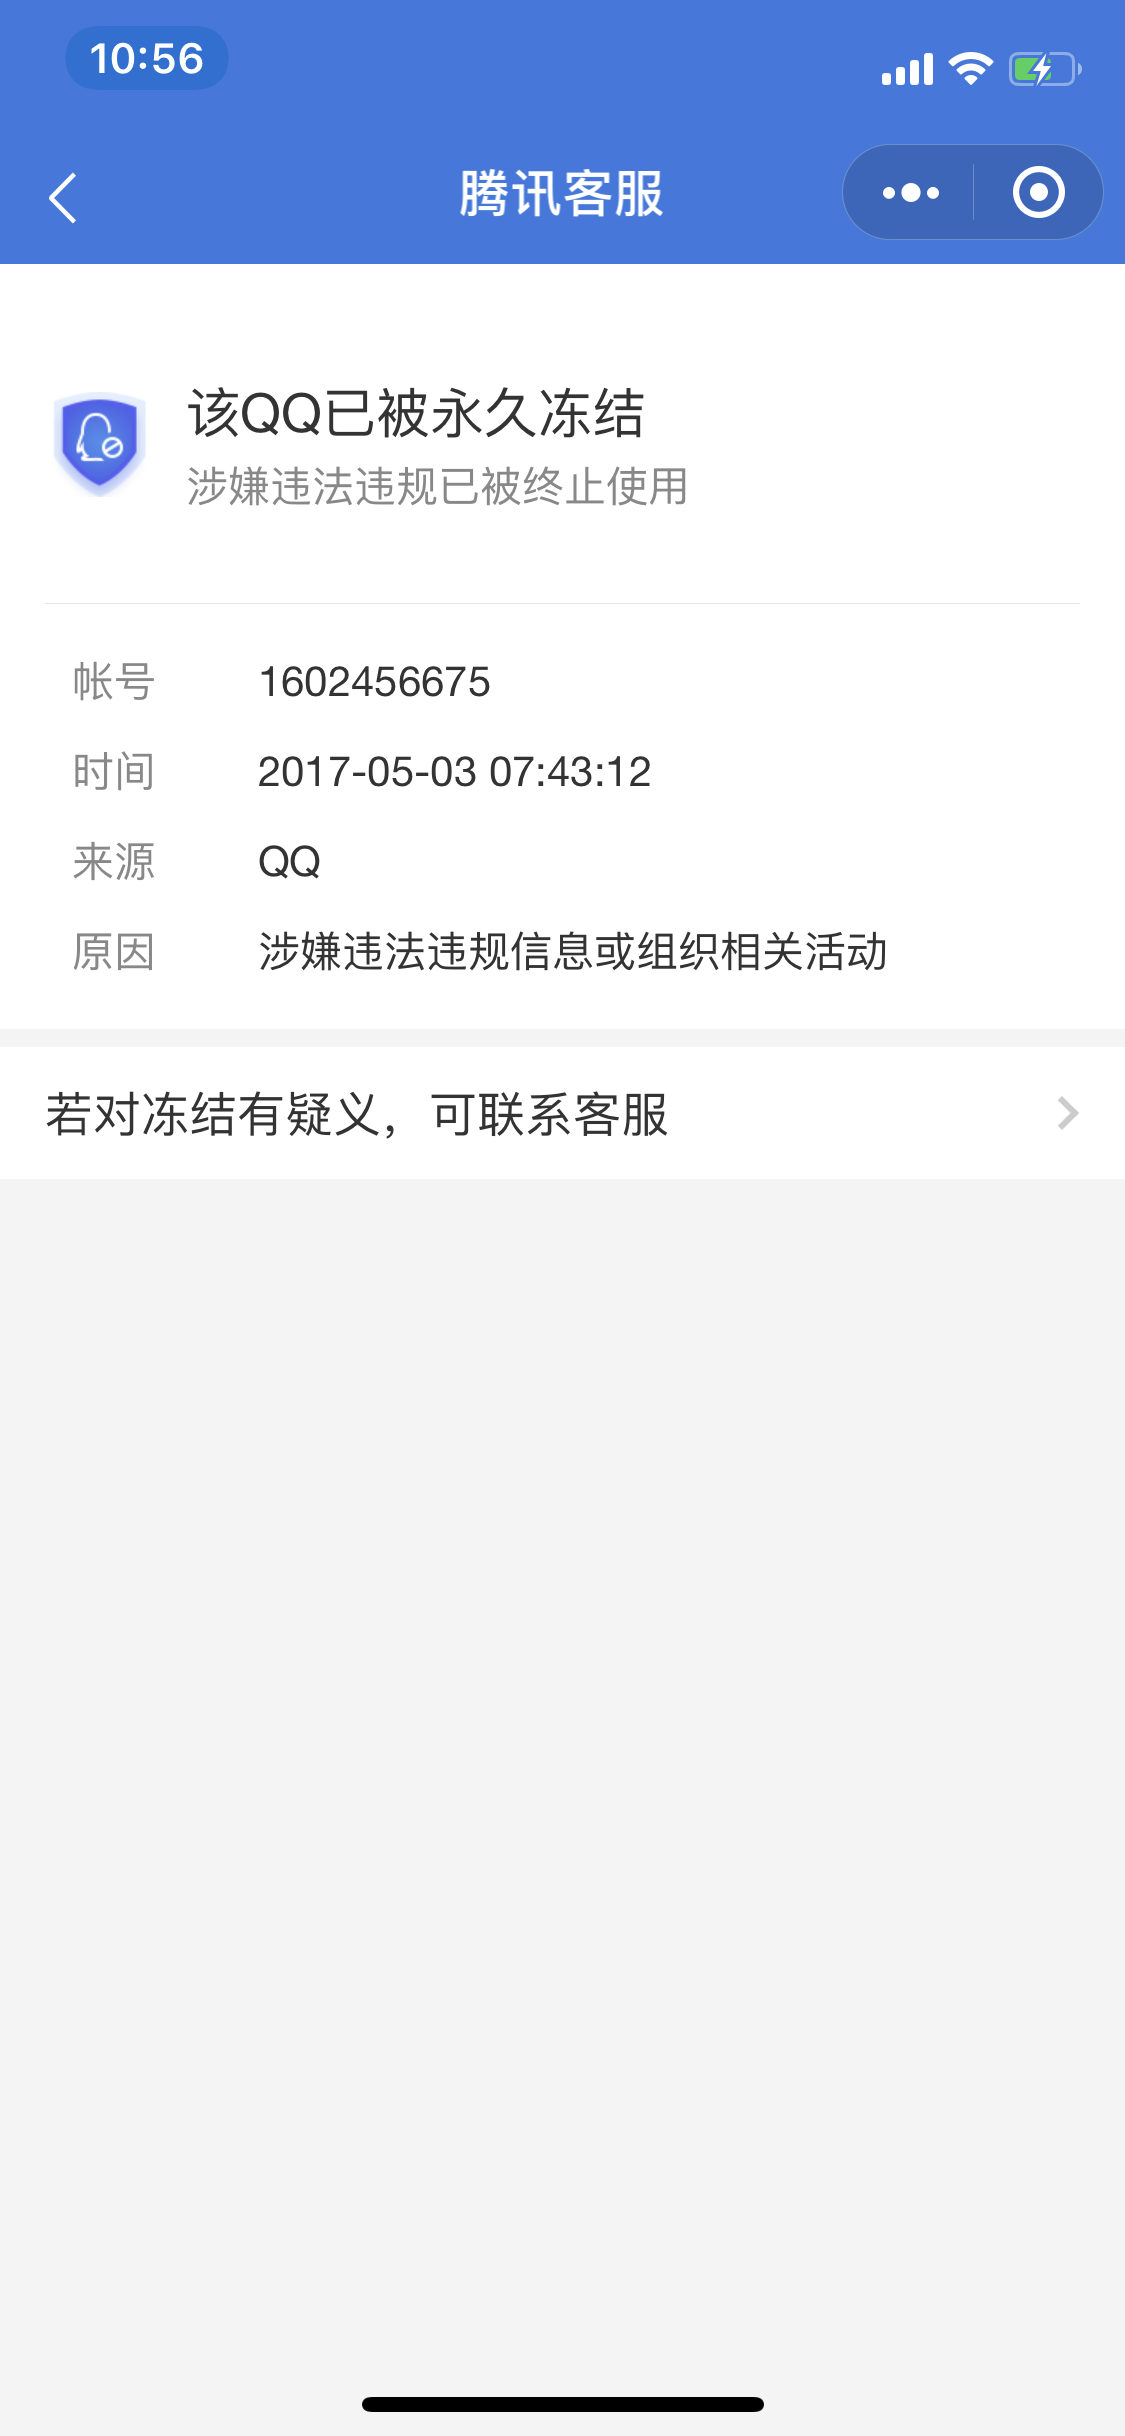 10:56
腾讯客服
该QQ已被永久冻结
涉嫌违法违规已被终止使用
帐号 1602456675
时间 2017-05-03 07:43:12
来源 QQ
原因 涉嫌违法违规信息或组织相关活动
若对冻结有疑义，可联系客服